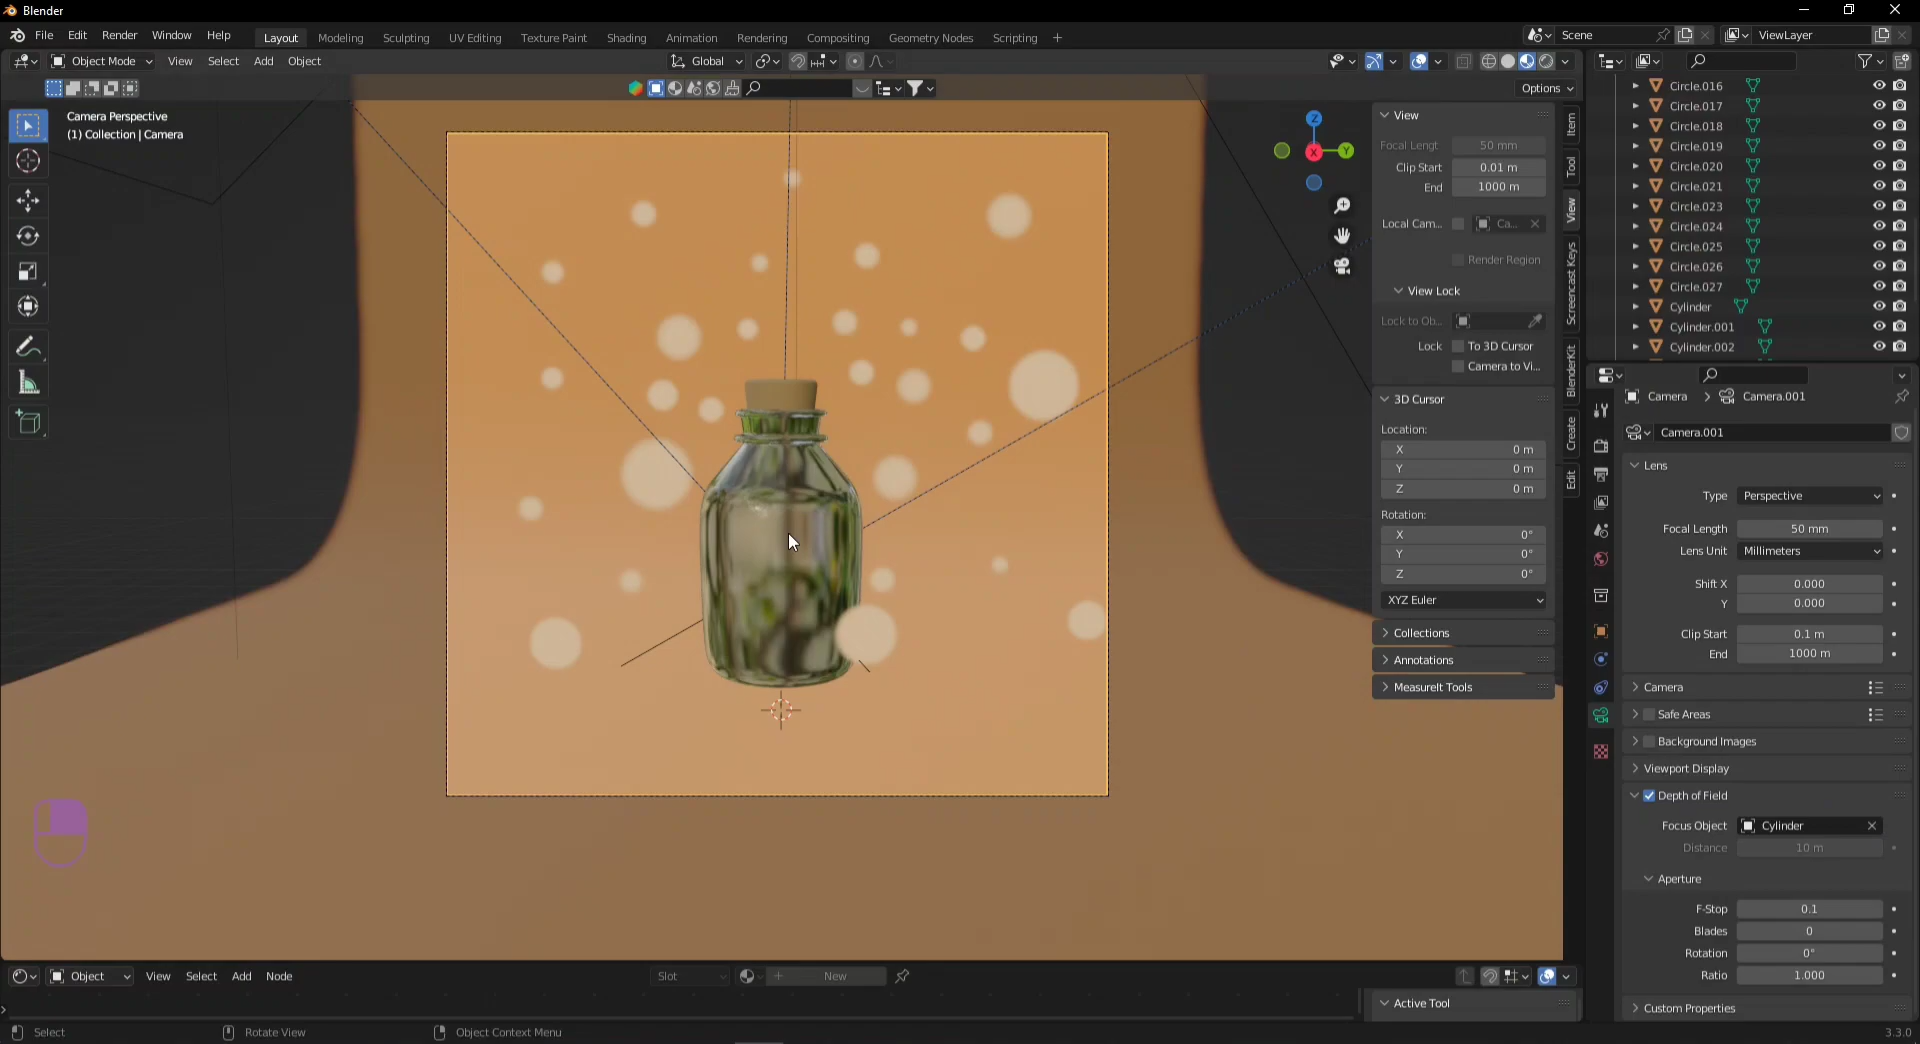 Blender
File Edit Render Window Help
Layout Modeling Sculpting UV Editing Texture Paint Shading Animation Rendering Compositing Geometry Nodes Scripting +
Scene
ViewLayer
Object Mode View Select Add Object
Global
Options
Camera Perspective
(1) Collection | Camera
Z
Y
X
View
Focal Lengt 50 mm
Clip Start 0.01 m
End 1000 m
Local Cam... Ca...
Render Region
View Lock
Lock to Ob...
Lock To 3D Cursor
Camera to Vi...
3D Cursor
Location:
X 0 m
Y 0 m
Z 0 m
Rotation:
X 0°
Y 0°
Z 0°
XYZ Euler
Collections
Annotations
MeasureIt Tools
Item
Tool
View
Screencast Keys
BlenderKit
Create
Edit
Circle.016
Circle.017
Circle.018
Circle.019
Circle.020
Circle.021
Circle.023
Circle.024
Circle.025
Circle.026
Circle.027
Cylinder
Cylinder.001
Cylinder.002
Camera Camera.001
Camera.001
Lens
Type Perspective
Focal Length 50 mm
Lens Unit Millimeters
Shift X 0.000
Y 0.000
Clip Start 0.1 m
End 1000 m
Camera
Safe Areas
Background Images
Viewport Display
Depth of Field
Focus Object Cylinder
Distance 10 m
Aperture
F-Stop 0.1
Blades 0
Rotation 0°
Ratio 1.000
Custom Properties
Object View Select Add Node
Slot
New
Active Tool
Select Rotate View Object Context Menu
3.3.0